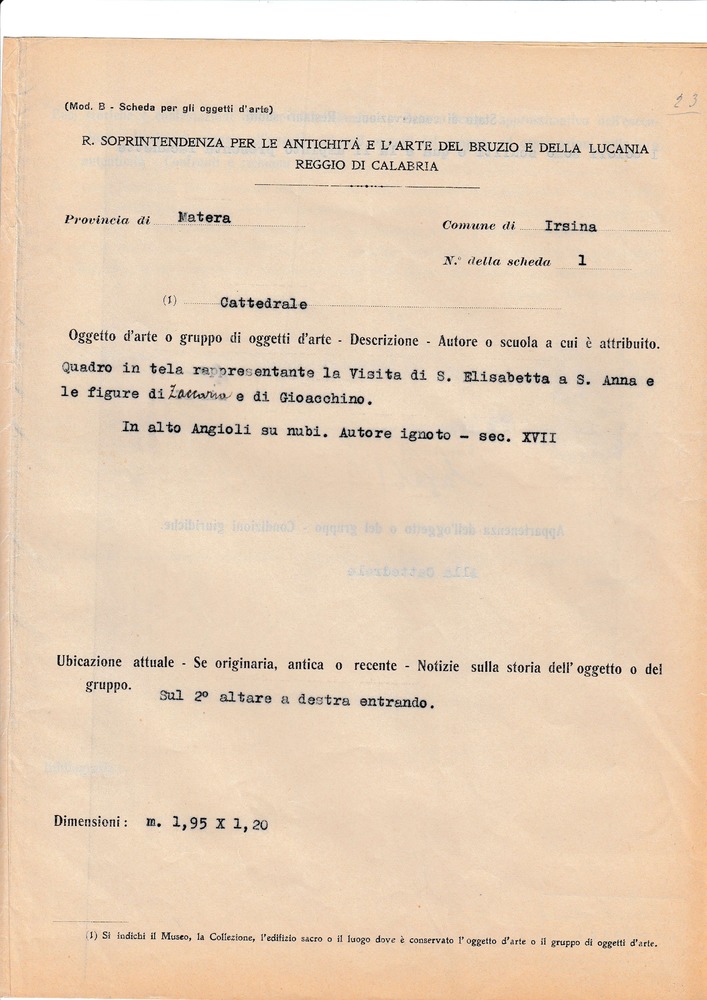 23
(Mod. B - Scheda per gli oggetti d'arte)
R. SOPRINTENDENZA PER LE ANTICHITÀ E L'ARTE DEL BRUZIO E DELLA LUCANIA
REGGIO DI CALABRIA
Provincia di Matera
Comune di Irsina
N.° della scheda 1
(1) Cattedrale
Oggetto d'arte o gruppo di oggetti d'arte - Descrizione - Autore o scuola a cui è attribuito.
Quadro in tela rappresentante la Visita di S. Elisabetta a S. Anna e
le figure di Zaccaria e di Gioacchino.
In alto Angioli su nubi. Autore ignoto - sec. XVII
Ubicazione attuale - Se originaria, antica o recente - Notizie sulla storia dell'oggetto o del
gruppo.
Sul 2° altare a destra entrando.
Dimensioni: m. 1,95 X 1,20
(1) Si indichi il Museo, la Collezione, l'edifizio sacro o il luogo dove è conservato l'oggetto d'arte o il gruppo di oggetti d'arte.